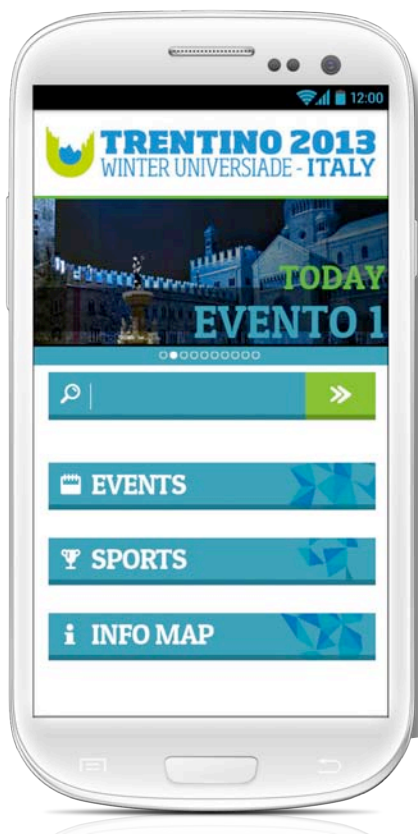 12:00
TRENTINO 2013
WINTER UNIVERSIADE - ITALY
TODAY
EVENTO 1
EVENTS
SPORTS
INFO MAP